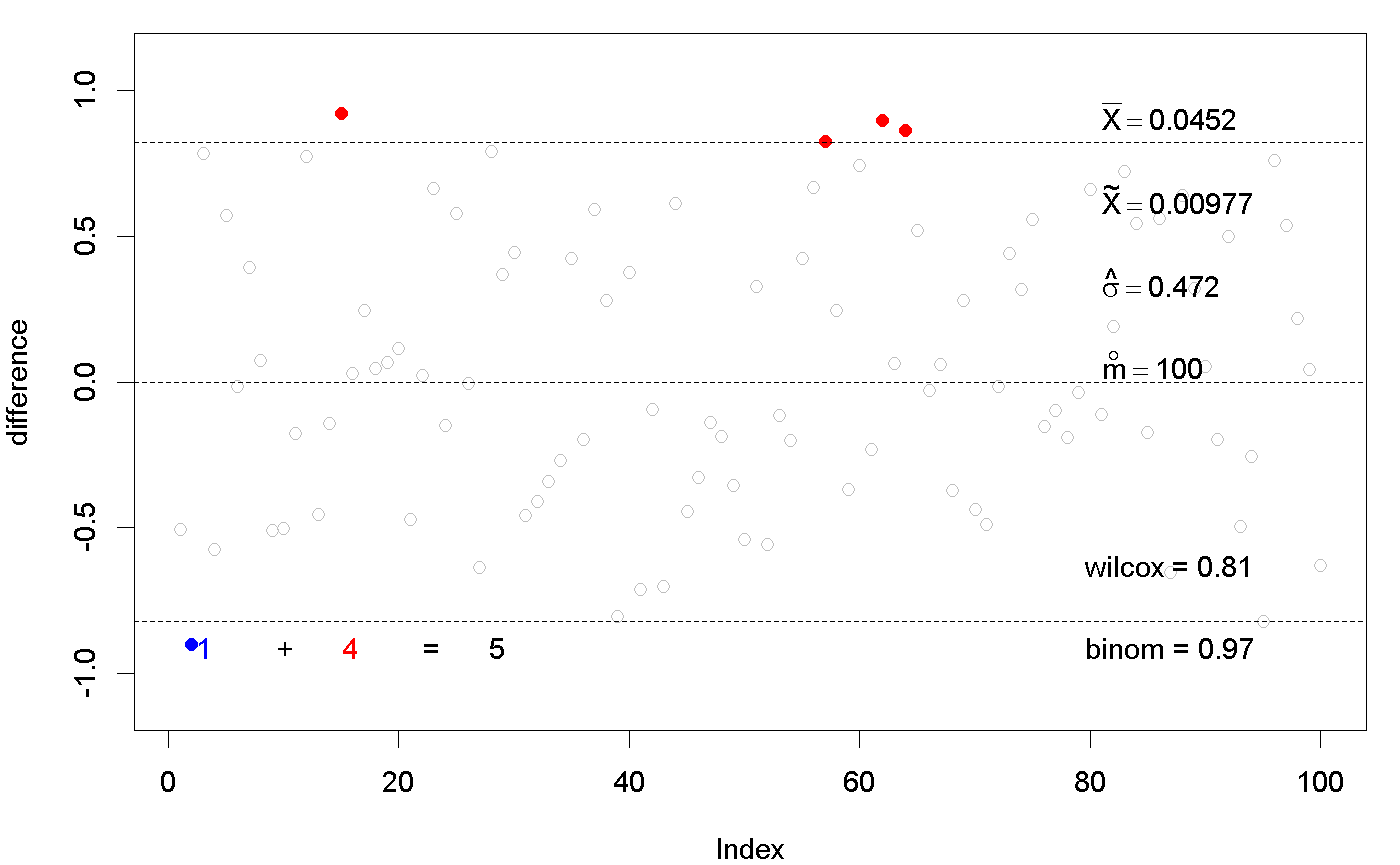 1.0
0.5
0.0
-0.5
-1.0
difference
X̅ = 0.0452
X̃ = 0.00977
σ̂ = 0.472
m̊ = 100
wilcox = 0.81
1 + 4 = 5
binom = 0.97
0 20 40 60 80 100
Index